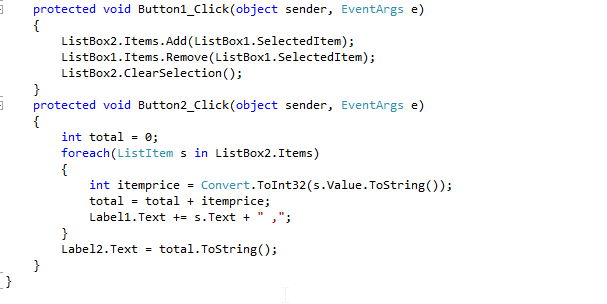 protected void Button1_Click(object sender, EventArgs e)
{
ListBox2.Items.Add(ListBox1.SelectedItem);
ListBox1.Items.Remove(ListBox1.SelectedItem);
ListBox2.ClearSelection();
}
protected void Button2_Click(object sender, EventArgs e)
{
int total = 0;
foreach(ListItem s in ListBox2.Items)
{
int itemprice = Convert.ToInt32(s.Value.ToString());
total = total + itemprice;
Label1.Text += s.Text + " ,";
}
Label2.Text = total.ToString();
}
}